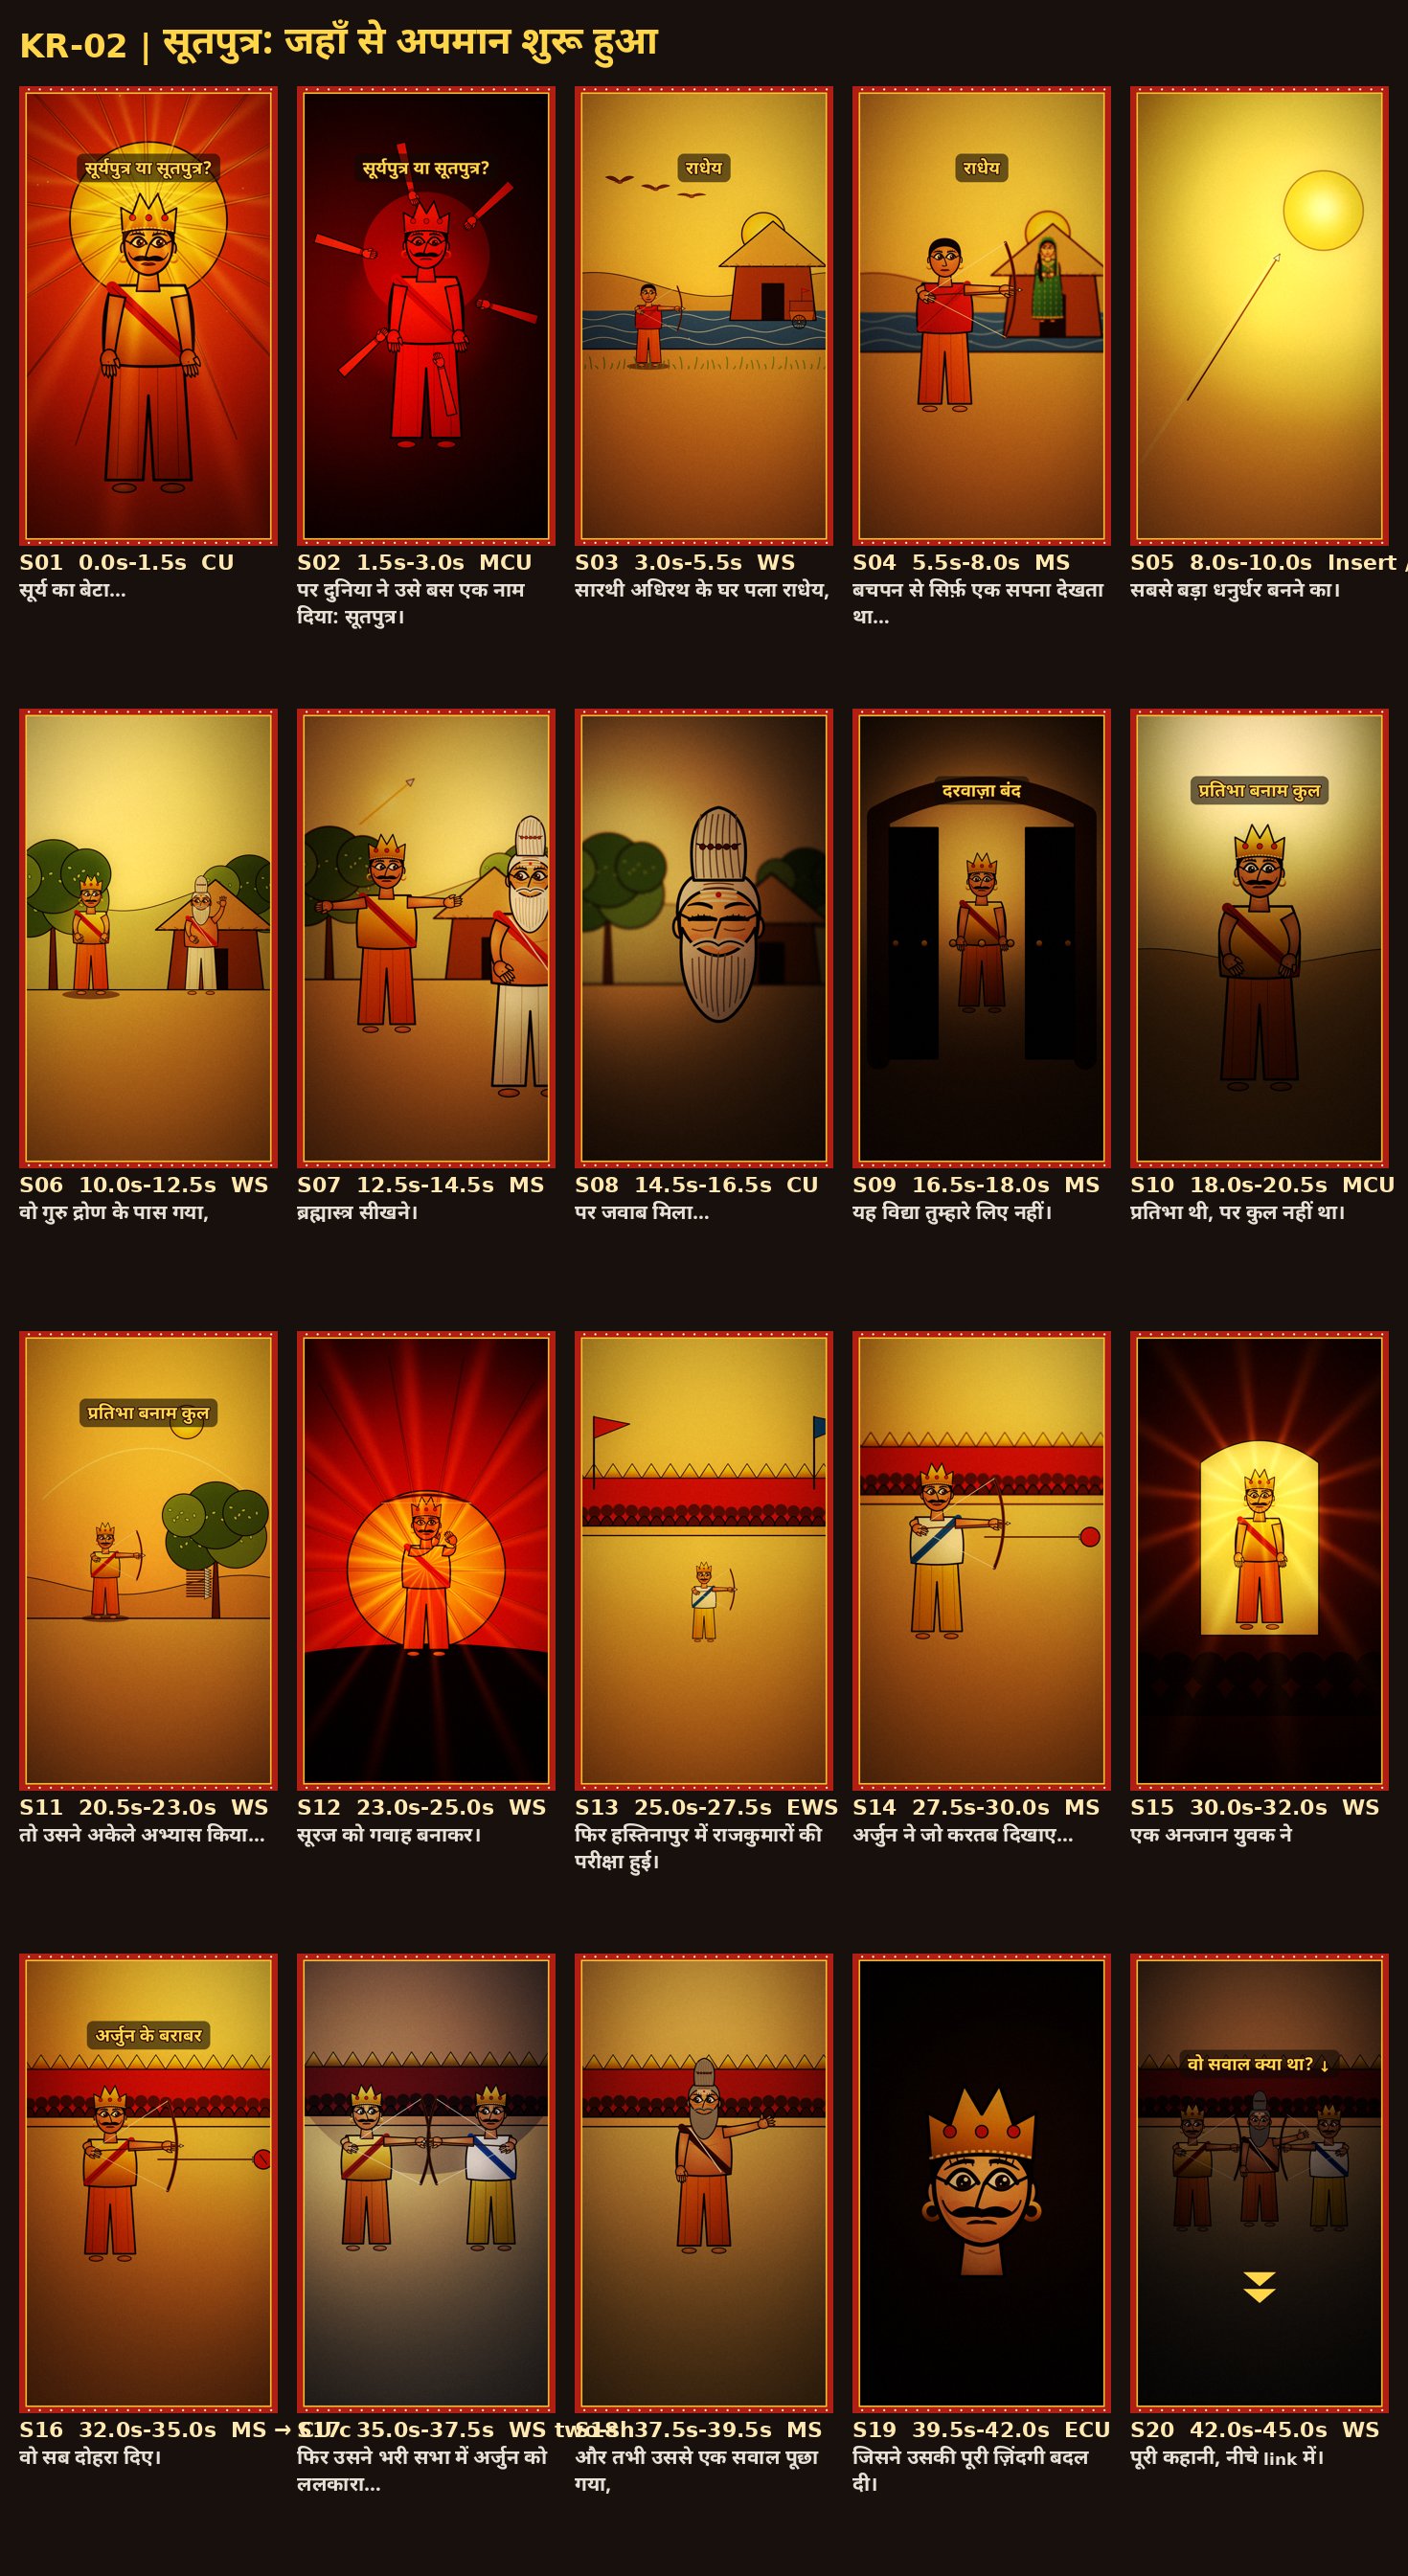 KR-02 | सूतपुत्र: जहाँ से अपमान शुरू हुआ
सूर्यपुत्र या सूतपुत्र?
सूर्यपुत्र या सूतपुत्र?
राधेय
राधेय
S01 0.0s-1.5s CU
सूर्य का बेटा...
S02 1.5s-3.0s MCU
पर दुनिया ने उसे बस एक नाम
दिया: सूतपुत्र।
S03 3.0s-5.5s WS
सारथी अधिरथ के घर पला राधेय,
S04 5.5s-8.0s MS
बचपन से सिर्फ़ एक सपना देखता
था...
S05 8.0s-10.0s Insert
सबसे बड़ा धनुर्धर बनने का।
दरवाज़ा बंद
प्रतिभा बनाम कुल
S06 10.0s-12.5s WS
वो गुरु द्रोण के पास गया,
S07 12.5s-14.5s MS
ब्रह्मास्त्र सीखने।
S08 14.5s-16.5s CU
पर जवाब मिला...
S09 16.5s-18.0s MS
यह विद्या तुम्हारे लिए नहीं।
S10 18.0s-20.5s MCU
प्रतिभा थी, पर कुल नहीं था।
प्रतिभा बनाम कुल
S11 20.5s-23.0s WS
तो उसने अकेले अभ्यास किया...
S12 23.0s-25.0s WS
सूरज को गवाह बनाकर।
S13 25.0s-27.5s EWS
फिर हस्तिनापुर में राजकुमारों की
परीक्षा हुई।
S14 27.5s-30.0s MS
अर्जुन ने जो करतब दिखाए...
S15 30.0s-32.0s WS
एक अनजान युवक ने
अर्जुन के बराबर
वो सवाल क्या था? ↓
S16 32.0s-35.0s MS →
वो सब दोहरा दिए।
S17 35.0s-37.5s WS
फिर उसने भरी सभा में अर्जुन को
ललकारा...
S18 37.5s-39.5s MS
और तभी उससे एक सवाल पूछा
गया,
S19 39.5s-42.0s ECU
जिसने उसकी पूरी ज़िंदगी बदल
दी।
S20 42.0s-45.0s WS
पूरी कहानी, नीचे link में।